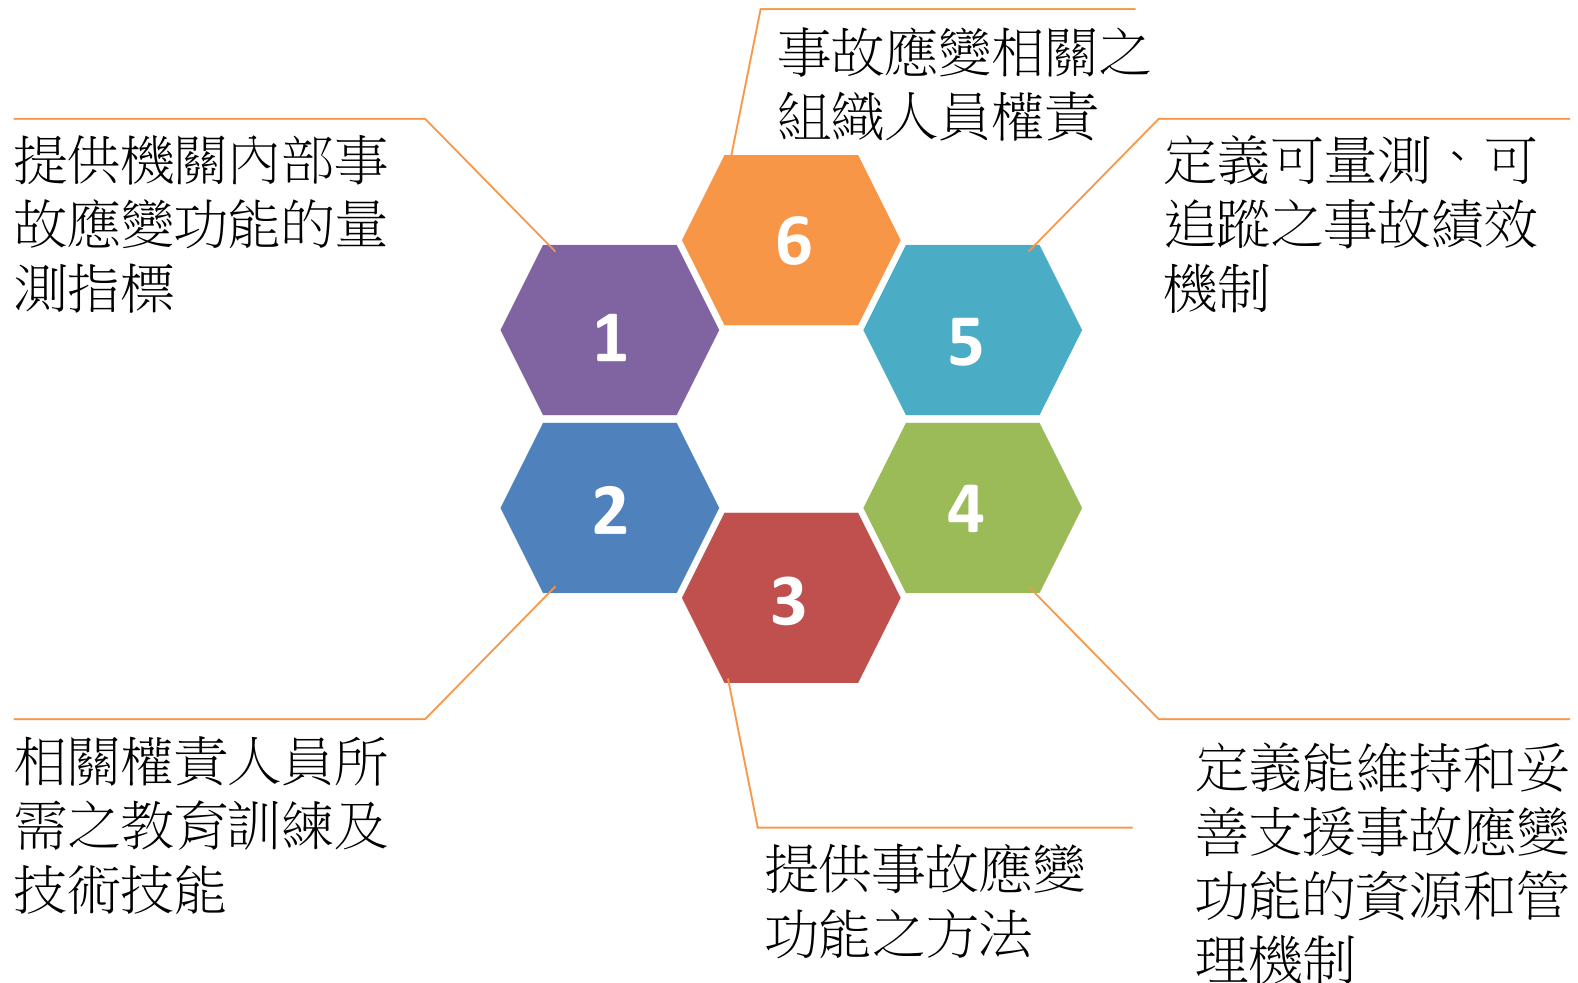 事故應變相關之
組織人員權責
提供機關內部事
故應變功能的量
測指標
定義可量測、可
追蹤之事故績效
機制
6
1
5
2
4
3
相關權責人員所
需之教育訓練及
技術技能
提供事故應變
功能之方法
定義能維持和妥
善支援事故應變
功能的資源和管
理機制